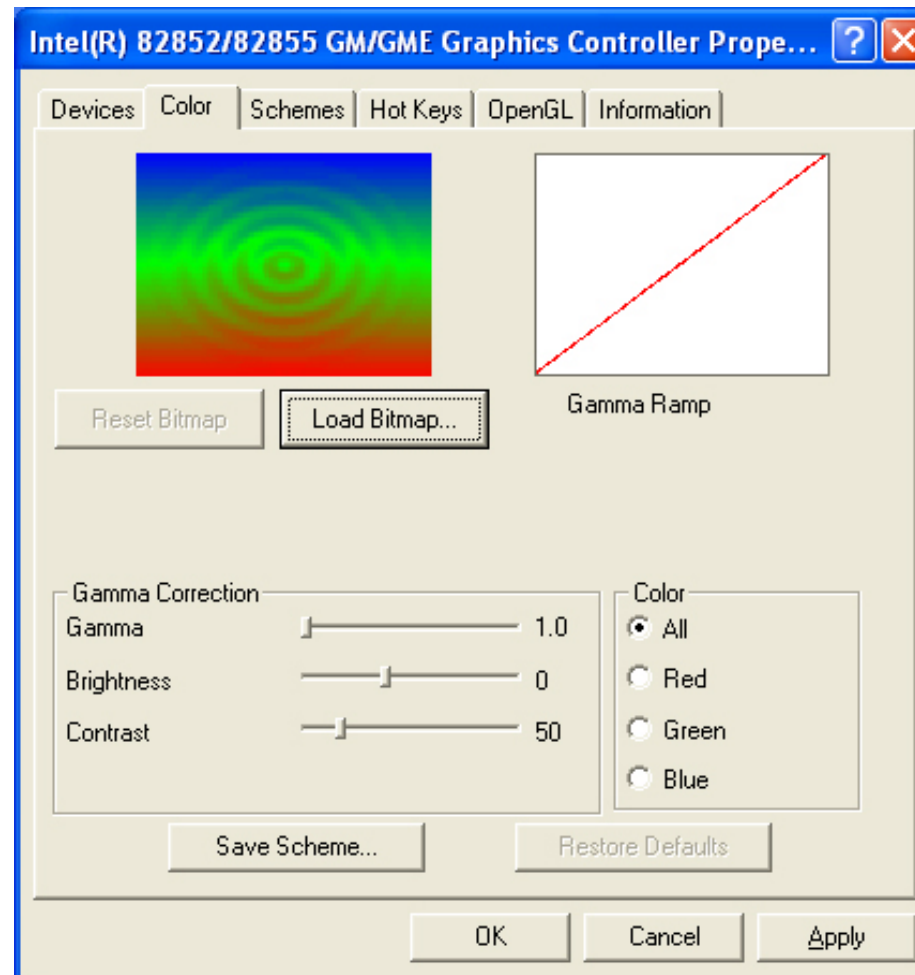 Intel(R) 82852/82855 GM/GME Graphics Controller Prope...
Devices Color Schemes Hot Keys OpenGL Information
Reset Bitmap Load Bitmap... Gamma Ramp
Gamma Correction Color
Gamma 1.0 All
Brightness 0 Red
Contrast 50 Green
Blue
Save Scheme... Restore Defaults
OK Cancel Apply